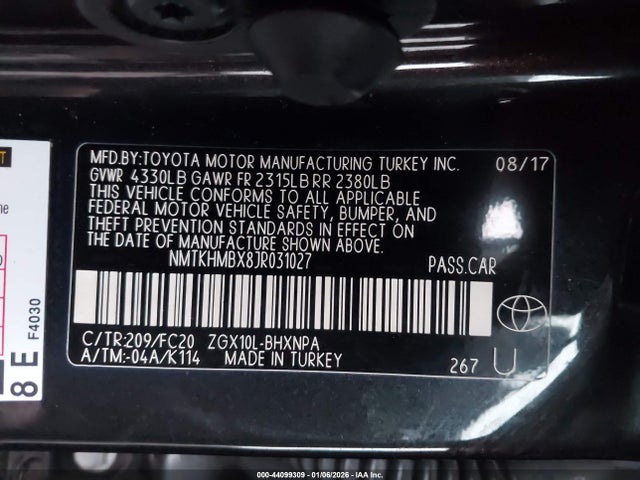 MFD.BY:TOYOTA MOTOR MANUFACTURING TURKEY INC. 08/17
GVWR 4330LB GAWR FR 2315LB RR 2380LB
THIS VEHICLE CONFORMS TO ALL APPLICABLE
FEDERAL MOTOR VEHICLE SAFETY, BUMPER, AND
THEFT PREVENTION STANDARDS IN EFFECT ON THE
DATE OF MANUFACTURE SHOWN ABOVE.
NMTKHMBX8JR031027 PASS.CAR
C/TR:209/FC20 ZGX10L-BHXNPA
A/TM:-04A/K114 MADE IN TURKEY 267 U
8 E
F4030
000-44099309 - 01/06/2026 - IAA Inc.